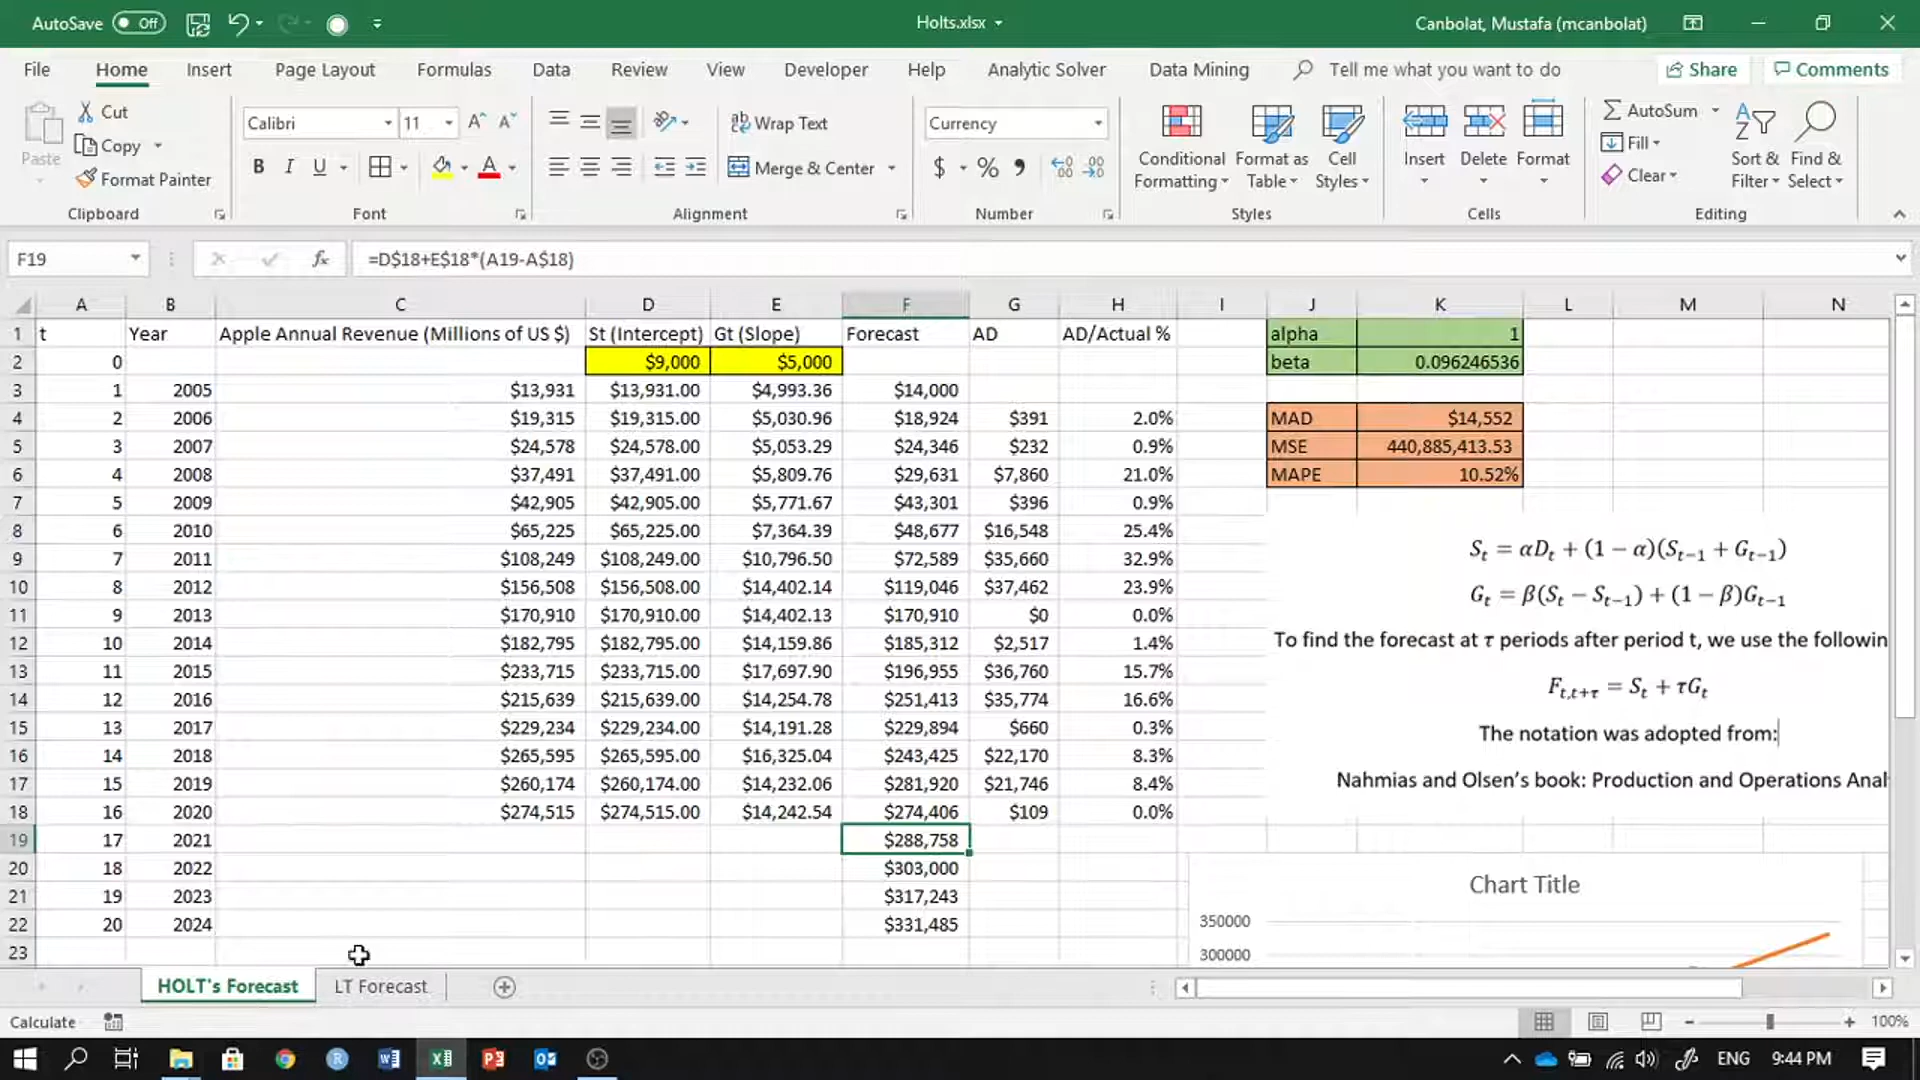 AutoSave Off Holts.xlsx Canbolat, Mustafa (mcanbolat)
File Home Insert Page Layout Formulas Data Review View Developer Help Analytic Solver Data Mining Tell me what you want to do Share Comments
Paste Cut Copy Format Painter Clipboard
Calibri 11 B I U Font
Wrap Text Merge & Center Alignment
Currency $ % Number
Conditional Formatting Format as Table Cell Styles Styles
Insert Delete Format Cells
AutoSum Fill Clear Sort & Filter Find & Select Editing
F19 fx =D$18+E$18*(A19-A$18)
A B C D E F G H I J K L M N
1 t Year Apple Annual Revenue (Millions of US $) St (Intercept) Gt (Slope) Forecast AD AD/Actual % alpha 1
2 0 $9,000 $5,000 beta 0.096246536
3 1 2005 $13,931 $13,931.00 $4,993.36 $14,000
4 2 2006 $19,315 $19,315.00 $5,030.96 $18,924 $391 2.0% MAD $14,552
5 3 2007 $24,578 $24,578.00 $5,053.29 $24,346 $232 0.9% MSE 440,885,413.53
6 4 2008 $37,491 $37,491.00 $5,809.76 $29,631 $7,860 21.0% MAPE 10.52%
7 5 2009 $42,905 $42,905.00 $5,771.67 $43,301 $396 0.9%
8 6 2010 $65,225 $65,225.00 $7,364.39 $48,677 $16,548 25.4%
9 7 2011 $108,249 $108,249.00 $10,796.50 $72,589 $35,660 32.9%
10 8 2012 $156,508 $156,508.00 $14,402.14 $119,046 $37,462 23.9%
11 9 2013 $170,910 $170,910.00 $14,402.13 $170,910 $0 0.0%
12 10 2014 $182,795 $182,795.00 $14,159.86 $185,312 $2,517 1.4%
13 11 2015 $233,715 $233,715.00 $17,697.90 $196,955 $36,760 15.7%
14 12 2016 $215,639 $215,639.00 $14,254.78 $251,413 $35,774 16.6%
15 13 2017 $229,234 $229,234.00 $14,191.28 $229,894 $660 0.3%
16 14 2018 $265,595 $265,595.00 $16,325.04 $243,425 $22,170 8.3%
17 15 2019 $260,174 $260,174.00 $14,232.06 $281,920 $21,746 8.4%
18 16 2020 $274,515 $274,515.00 $14,242.54 $274,406 $109 0.0%
19 17 2021 $288,758
20 18 2022 $303,000
21 19 2023 $317,243
22 20 2024 $331,485
23
Sₜ = αDₜ + (1 − α)(Sₜ₋₁ + Gₜ₋₁)
Gₜ = β(Sₜ − Sₜ₋₁) + (1 − β)Gₜ₋₁
To find the forecast at τ periods after period t, we use the followin
Fₜ,ₜ₊τ = Sₜ + τGₜ
The notation was adopted from:
Nahmias and Olsen's book: Production and Operations Anal
Chart Title
350000
300000
HOLT's Forecast LT Forecast
Calculate 100%
ENG 9:44 PM